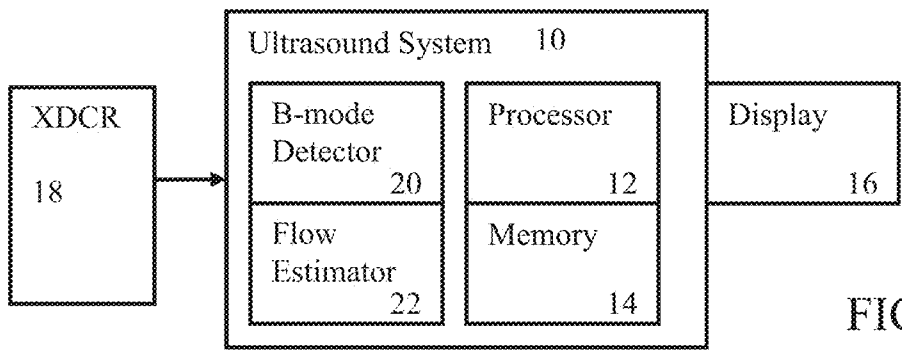 Ultrasound System 10
XDCR
18
B-mode
Detector
20
Flow
Estimator
22
Processor
12
Memory
14
Display
16